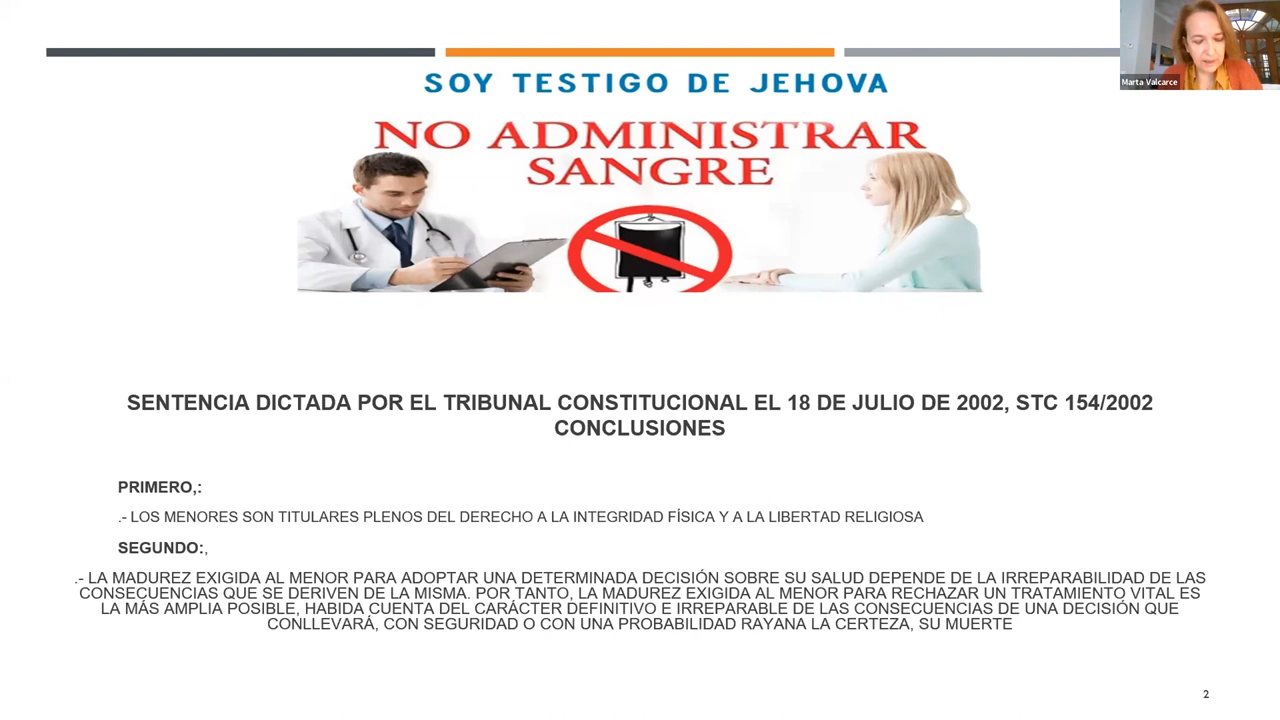 Marta Valcarce
SOY TESTIGO DE JEHOVA
NO ADMINISTRAR
SANGRE
SENTENCIA DICTADA POR EL TRIBUNAL CONSTITUCIONAL EL 18 DE JULIO DE 2002, STC 154/2002
CONCLUSIONES
PRIMERO,:
.- LOS MENORES SON TITULARES PLENOS DEL DERECHO A LA INTEGRIDAD FÍSICA Y A LA LIBERTAD RELIGIOSA
SEGUNDO:,
.- LA MADUREZ EXIGIDA AL MENOR PARA ADOPTAR UNA DETERMINADA DECISIÓN SOBRE SU SALUD DEPENDE DE LA IRREPARABILIDAD DE LAS
CONSECUENCIAS QUE SE DERIVEN DE LA MISMA. POR TANTO, LA MADUREZ EXIGIDA AL MENOR PARA RECHAZAR UN TRATAMIENTO VITAL ES
LA MÁS AMPLIA POSIBLE, HABIDA CUENTA DEL CARÁCTER DEFINITIVO E IRREPARABLE DE LAS CONSECUENCIAS DE UNA DECISIÓN QUE
CONLLEVARÁ, CON SEGURIDAD O CON UNA PROBABILIDAD RAYANA LA CERTEZA, SU MUERTE
2